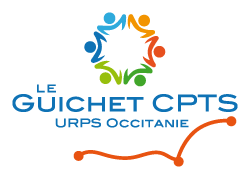 LE
GUICHET CPTS
URPS OCCITANIE